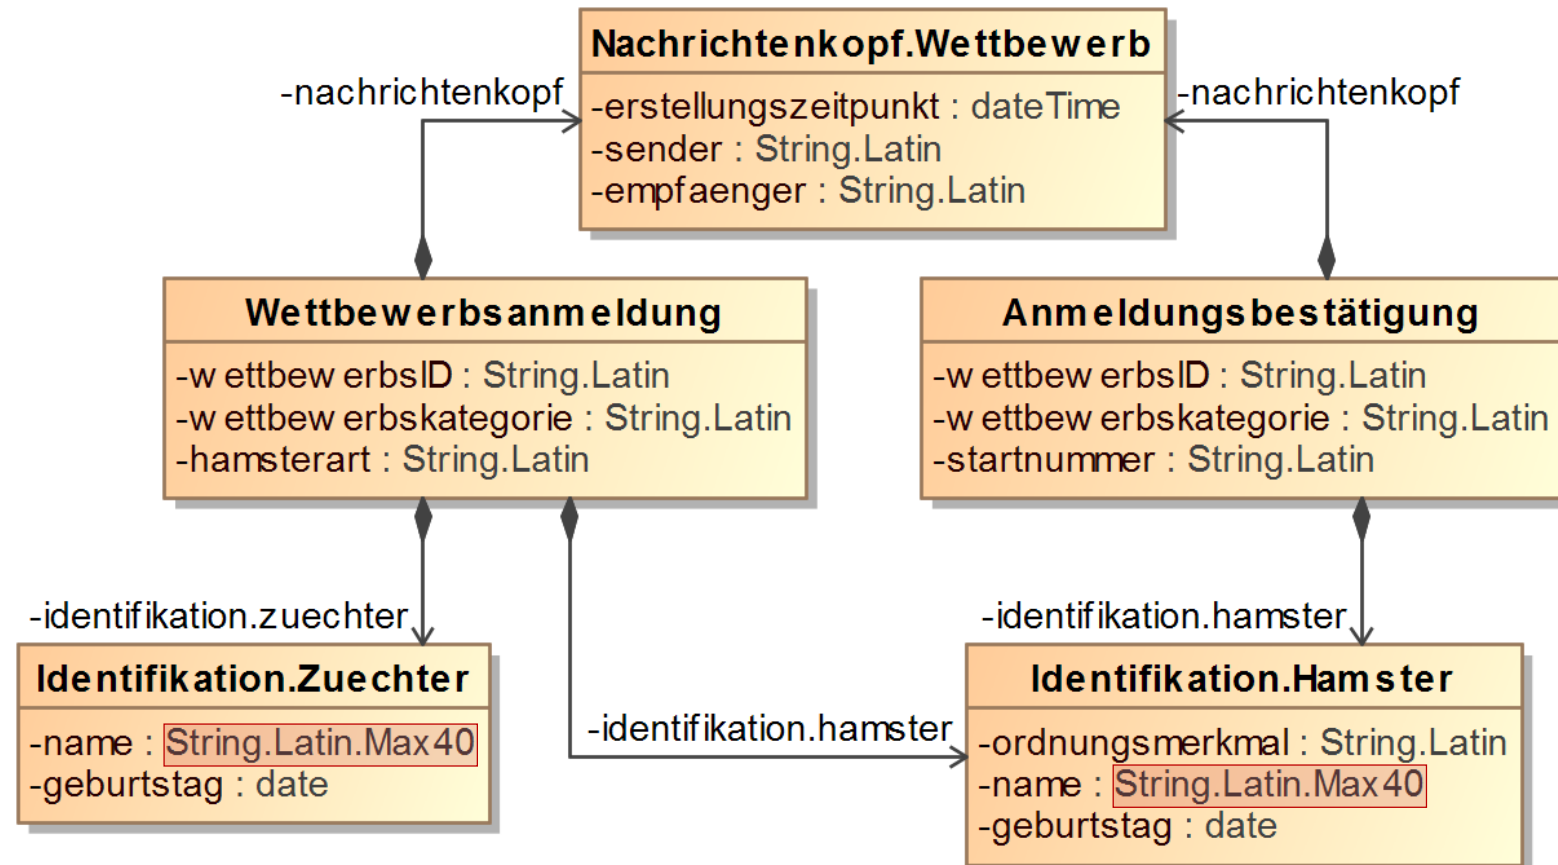 Nachrichtenkopf.Wettbewerb
-nachrichtenkopf
-erstellungszeitpunkt : dateTime
-sender : String.Latin
-empfaenger : String.Latin
-nachrichtenkopf
Wettbewerbsanmeldung
-wettbewerbsID : String.Latin
-wettbewerbskategorie : String.Latin
-hamsterart : String.Latin
Anmeldungsbestätigung
-wettbewerbsID : String.Latin
-wettbewerbskategorie : String.Latin
-startnummer : String.Latin
-identifikation.zuechter
-identifikation.hamster
Identifikation.Zuechter
-name : String.Latin.Max40
-geburtstag : date
-identifikation.hamster
Identifikation.Hamster
-ordnungsmerkmal : String.Latin
-name : String.Latin.Max40
-geburtstag : date